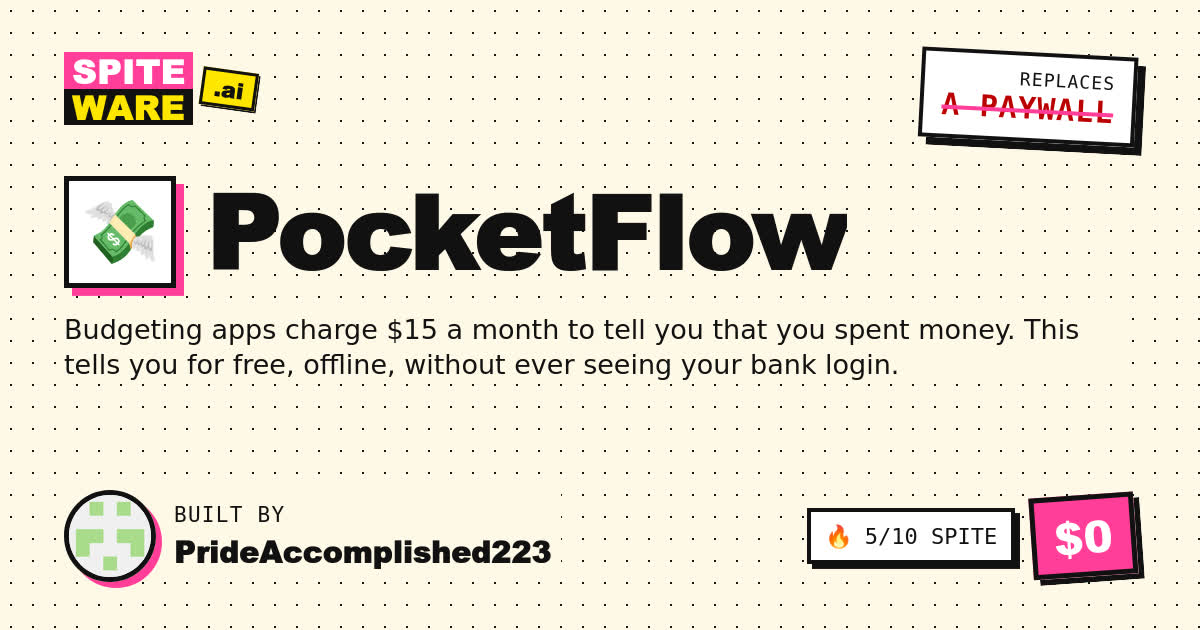 SPITE
WARE
.ai
REPLACES
A PAYWALL
PocketFlow
Budgeting apps charge $15 a month to tell you that you spent money. This
tells you for free, offline, without ever seeing your bank login.
BUILT BY
PrideAccomplished223
🔥 5/10 SPITE
$0